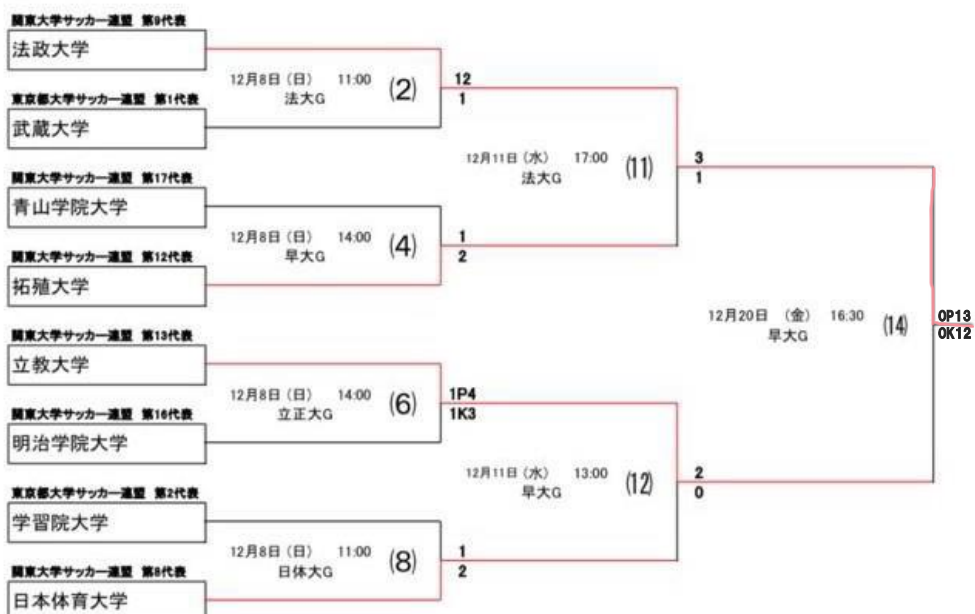 関東大学サッカー連盟 第9代表
法政大学
12月8日(日) 11:00
法大G
(2)
12
1
東京都大学サッカー連盟 第1代表
武蔵大学
12月11日(水) 17:00
法大G
(11)
3
1
関東大学サッカー連盟 第17代表
青山学院大学
12月8日(日) 14:00
早大G
(4)
1
2
関東大学サッカー連盟 第12代表
拓殖大学
12月20日 (金) 16:30
早大G
(14)
0P13
0K12
関東大学サッカー連盟 第13代表
立教大学
12月8日(日) 14:00
立正大G
(6)
1P4
1K3
関東大学サッカー連盟 第16代表
明治学院大学
12月11日(水) 13:00
早大G
(12)
2
0
東京都大学サッカー連盟 第2代表
学習院大学
12月8日(日) 11:00
日体大G
(8)
1
2
関東大学サッカー連盟 第8代表
日本体育大学